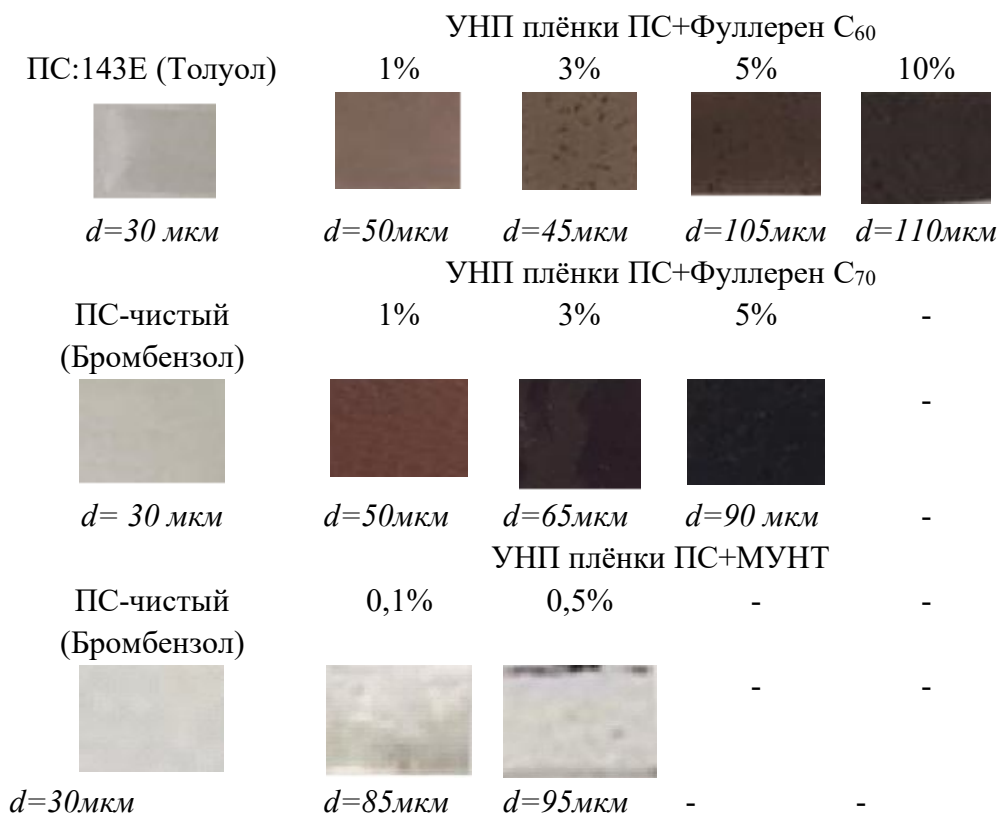 УНП плёнки ПС+Фуллерен C₆₀
ПС:143Е (Толуол) 1% 3% 5% 10%
d=30 мкм d=50мкм d=45мкм d=105мкм d=110мкм
УНП плёнки ПС+Фуллерен C₇₀
ПС-чистый 1% 3% 5% -
(Бромбензол)
-
d= 30 мкм d=50мкм d=65мкм d=90 мкм -
УНП плёнки ПС+МУНТ
ПС-чистый 0,1% 0,5% - -
(Бромбензол)
- -
d=30мкм d=85мкм d=95мкм - -